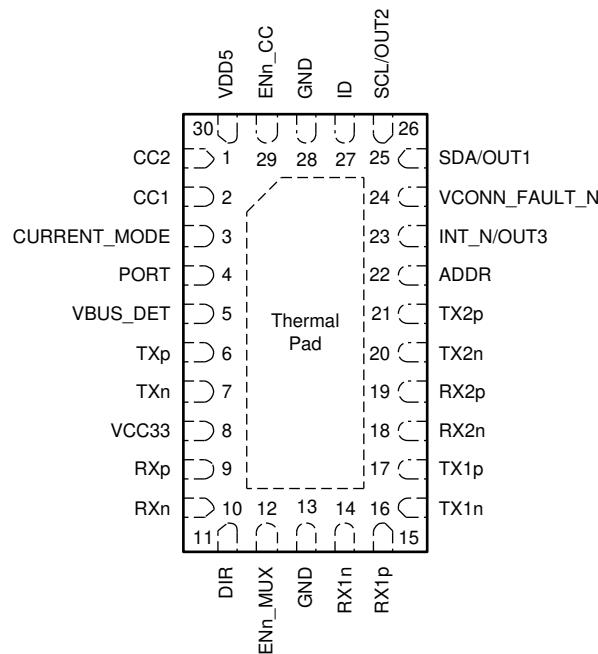 VDD5
ENn_CC
GND
ID
SCL/OUT2
30
26
CC2 1 29 28 27 25 SDA/OUT1
CC1 2 24 VCONN_FAULT_N
CURRENT_MODE 3 23 INT_N/OUT3
PORT 4 22 ADDR
VBUS_DET 5 21 TX2p
Thermal
Pad
TXp 6 20 TX2n
TXn 7 19 RX2p
VCC33 8 18 RX2n
RXp 9 17 TX1p
RXn 10 12 13 14 16 TX1n
11
15
DIR
ENn_MUX
GND
RX1n
RX1p